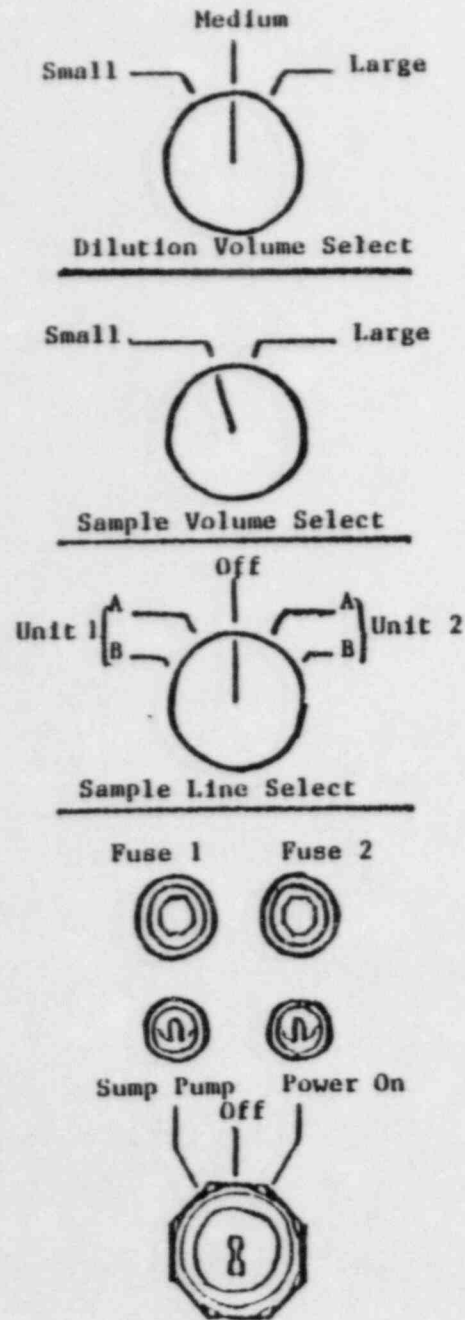 Medium
Small Large
Dilution Volume Select
Small Large
Sample Volume Select
Off
A A
Unit 1 Unit 2
B B
Sample Line Select
Fuse 1 Fuse 2
Sump Pump Power On
Off